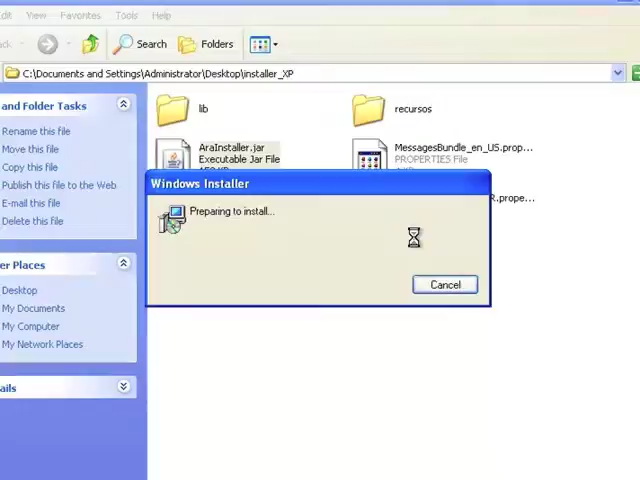 View Favorites Tools Help
Search Folders
C:\Documents and Settings\Administrator\Desktop\installer_XP
and Folder Tasks
Rename this file
Move this file
Copy this file
Publish this file to the Web
E-mail this file
Delete this file
Places
Desktop
My Documents
My Computer
My Network Places
lib
recursos
AraInstaller.jar
Executable Jar File
MessagesBundle_en_US.prop...
PROPERTIES File
R.prope...
Windows Installer
Preparing to install...
Cancel